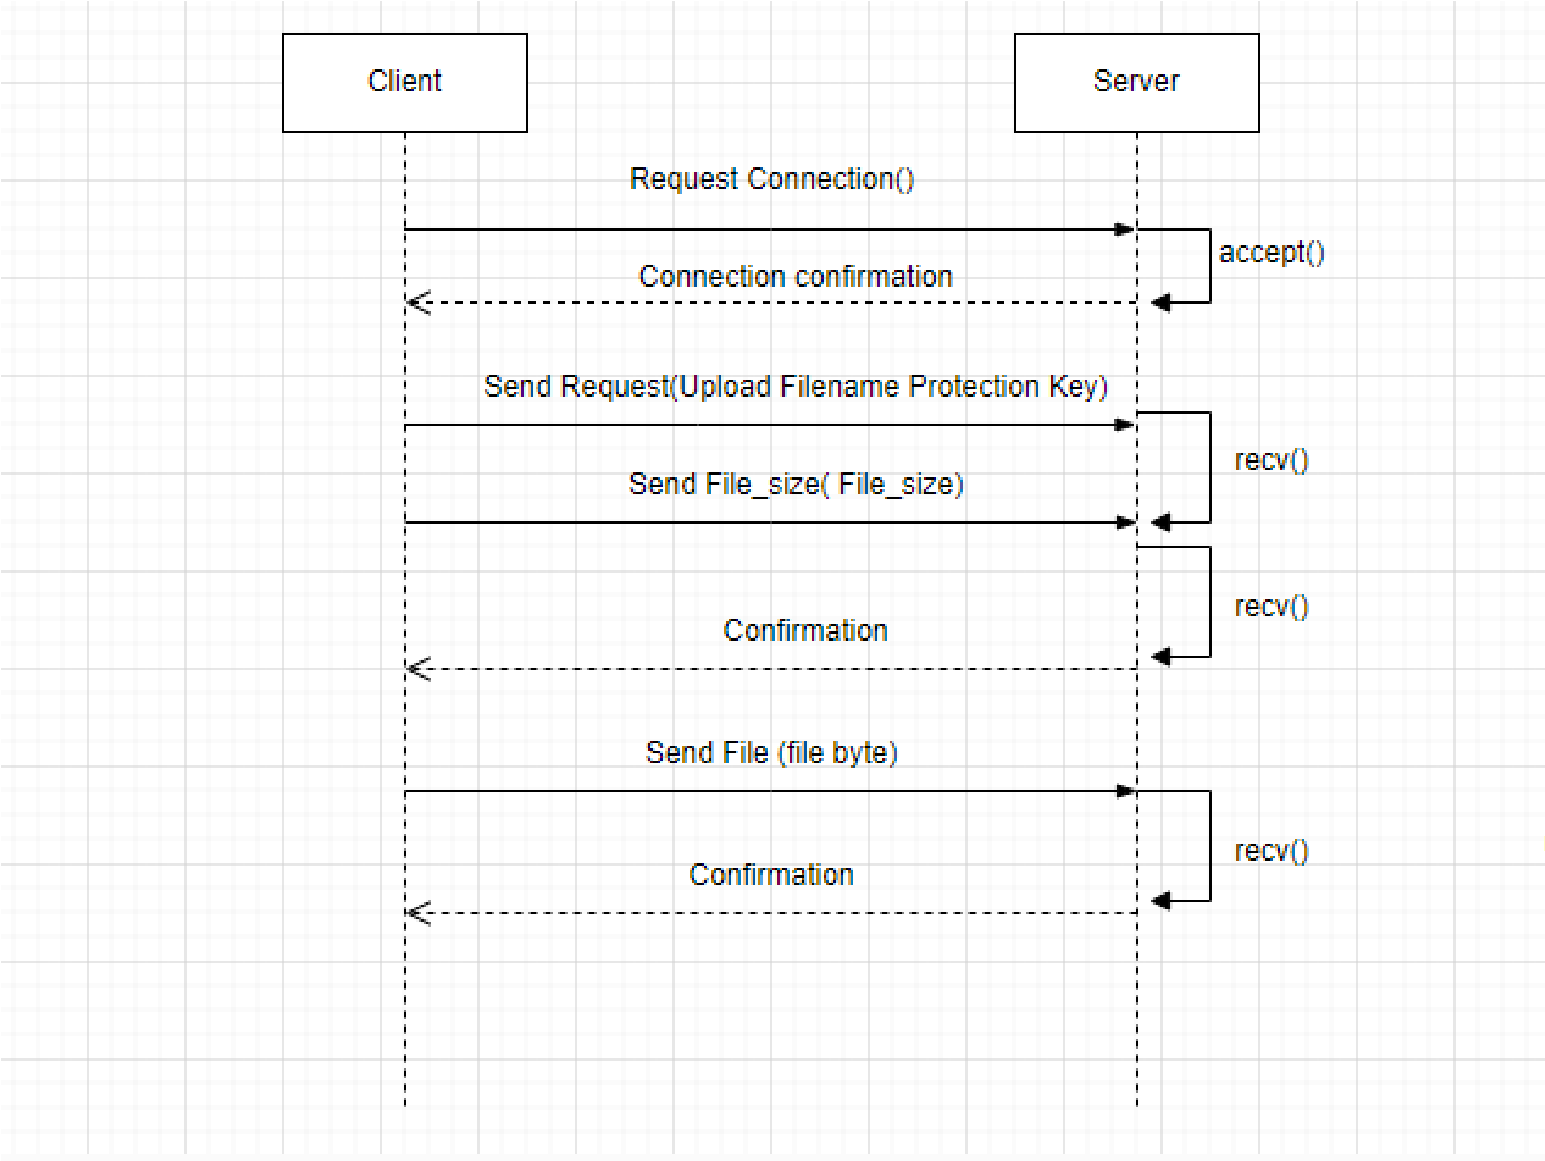 Client
Server
Request Connection()
accept()
Connection confirmation
Send Request(Upload Filename Protection Key)
recv()
Send File_size( File_size)
recv()
Confirmation
Send File (file byte)
recv()
Confirmation